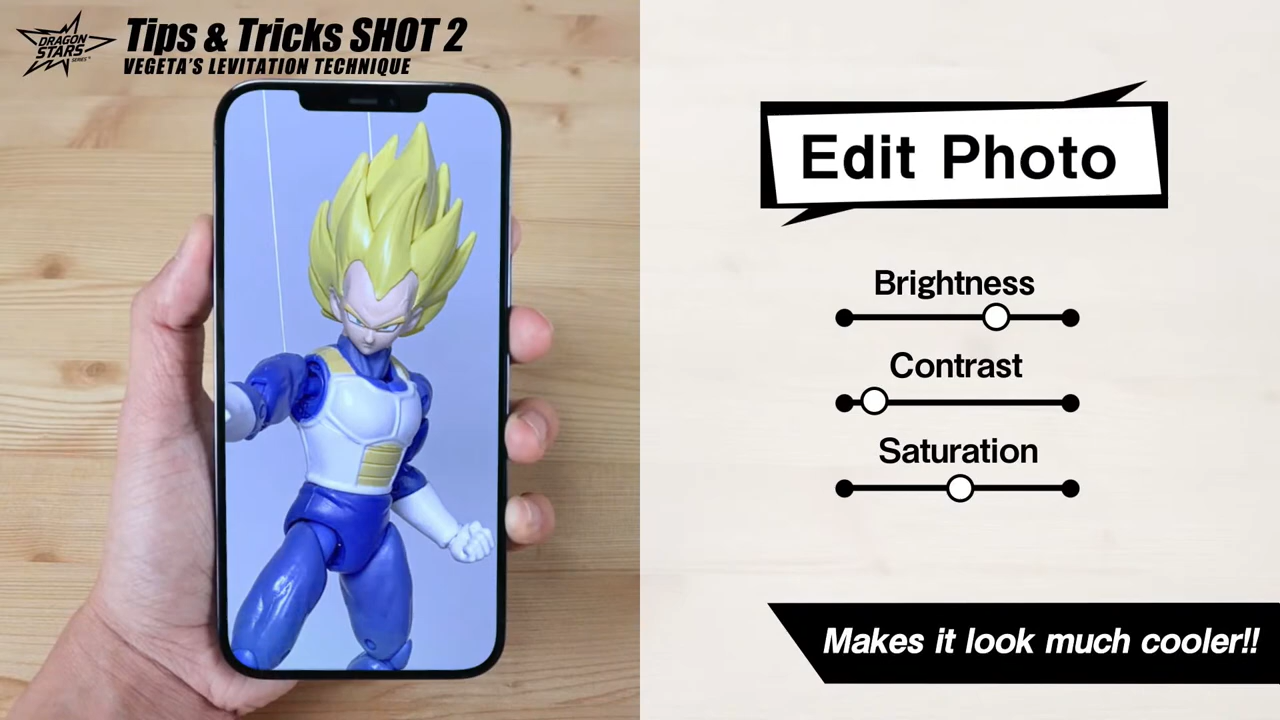 DRAGON
STARS
SERIES™
Tips & Tricks SHOT 2
VEGETA'S LEVITATION TECHNIQUE
Edit Photo
Brightness
Contrast
Saturation
Makes it look much cooler!!